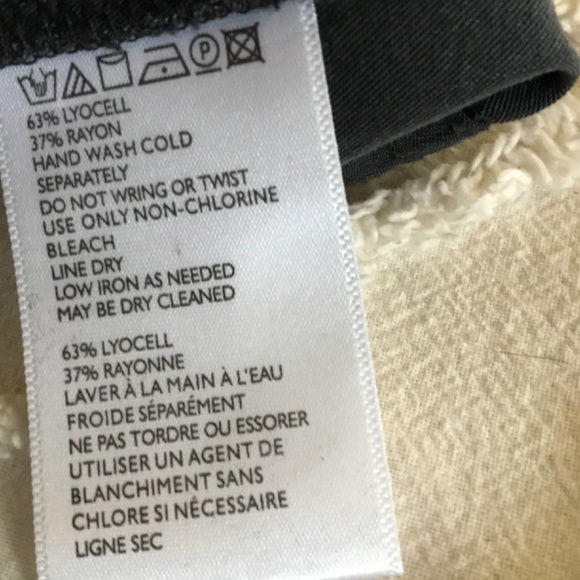 P
63% LYOCELL
37% RAYON
HAND WASH COLD
SEPARATELY
DO NOT WRING OR TWIST
USE ONLY NON-CHLORINE
BLEACH
LINE DRY
LOW IRON AS NEEDED
MAY BE DRY CLEANED
63% LYOCELL
37% RAYONNE
LAVER À LA MAIN À L'EAU
FROIDE SÉPARÉMENT
NE PAS TORDRE OU ESSORER
UTILISER UN AGENT DE
BLANCHIMENT SANS
CHLORE SI NÉCESSAIRE
LIGNE SEC